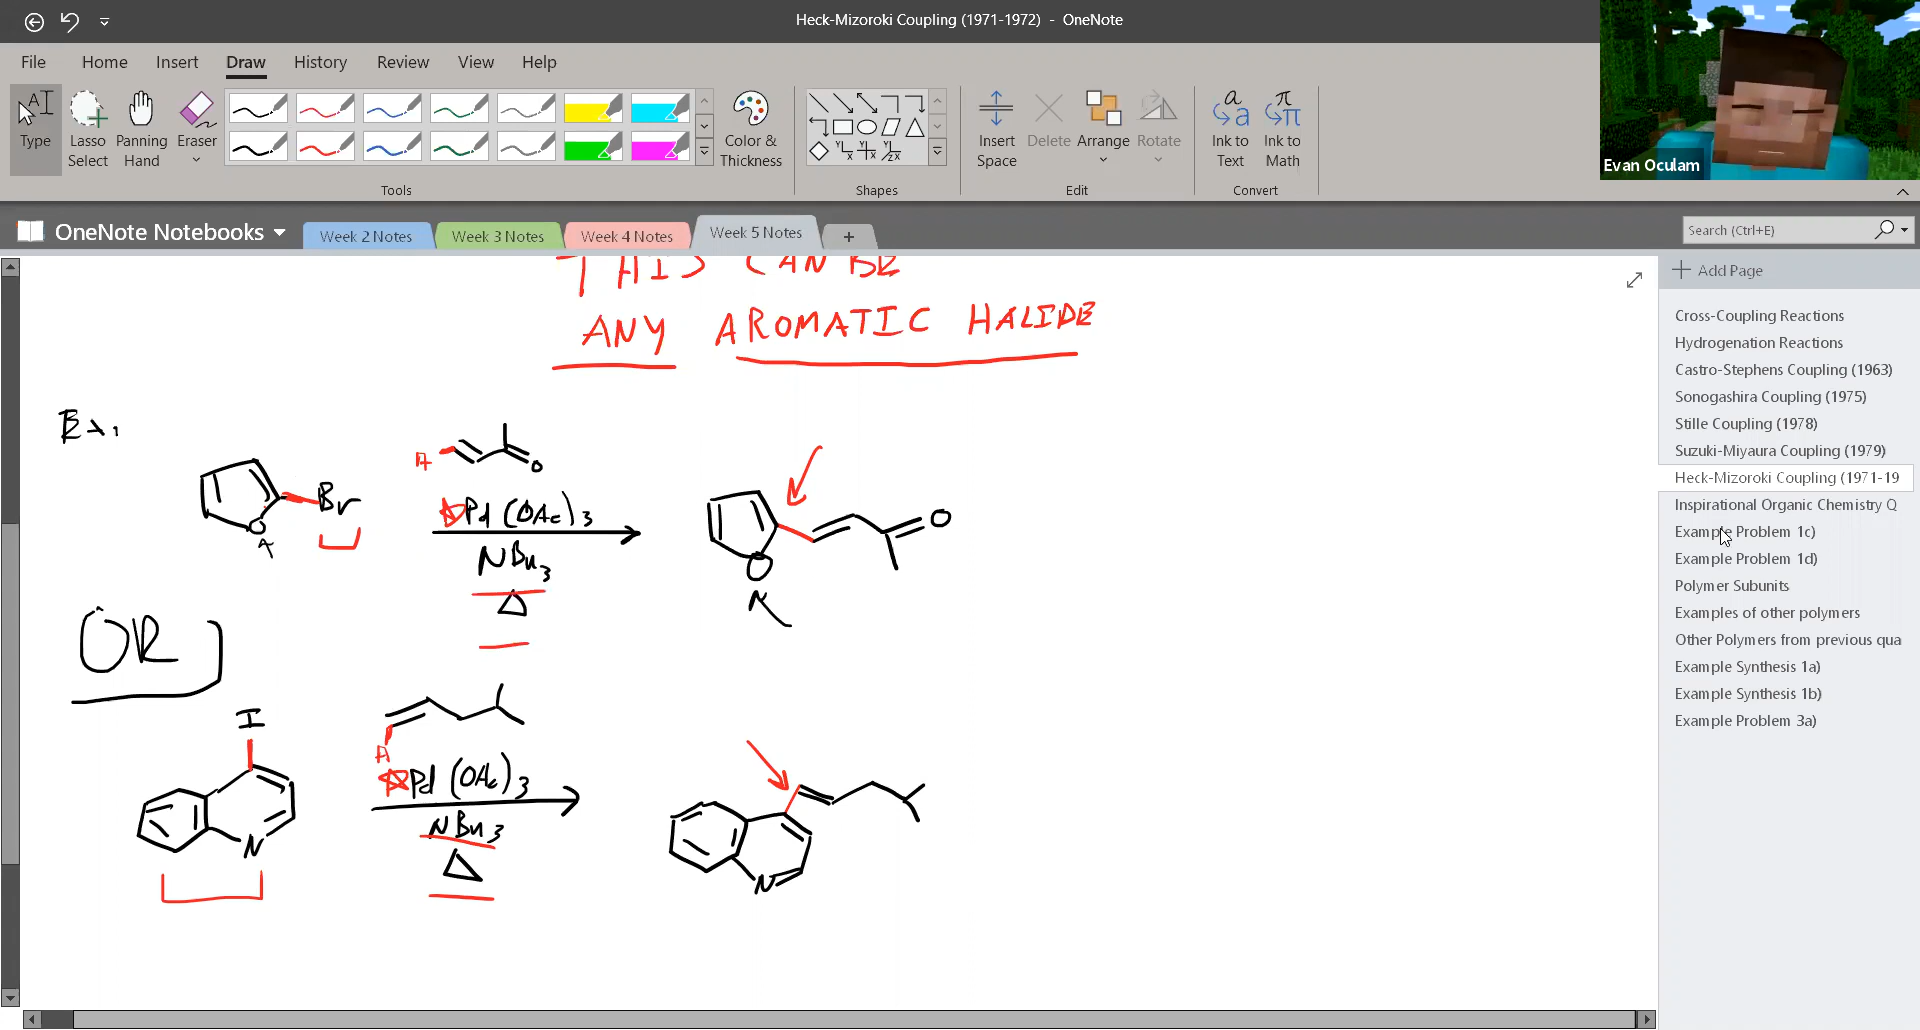 Heck-Mizoroki Coupling (1971-1972) - OneNote
File Home Insert Draw History Review View Help
Type
Lasso Select
Panning Hand
Eraser
Color & Thickness
Insert Space
Delete
Arrange
Rotate
Ink to Text
Ink to Math
Tools
Shapes
Edit
Convert
Evan Oculam
OneNote Notebooks
Week 2 Notes
Week 3 Notes
Week 4 Notes
Week 5 Notes
Search (Ctrl+E)
Add Page
Cross-Coupling Reactions
Hydrogenation Reactions
Castro-Stephens Coupling (1963)
Sonogashira Coupling (1975)
Stille Coupling (1978)
Suzuki-Miyaura Coupling (1979)
Heck-Mizoroki Coupling (1971-19
Inspirational Organic Chemistry Q
Example Problem 1c)
Example Problem 1d)
Polymer Subunits
Examples of other polymers
Other Polymers from previous qua
Example Synthesis 1a)
Example Synthesis 1b)
Example Problem 3a)
THIS CAN BE
ANY AROMATIC HALIDE
Ex.
H
O
Br
O
Pd(OAc)3
NBu3
Δ
O
O
OR
I
N
H
Pd(OAc)3
NBu3
Δ
N